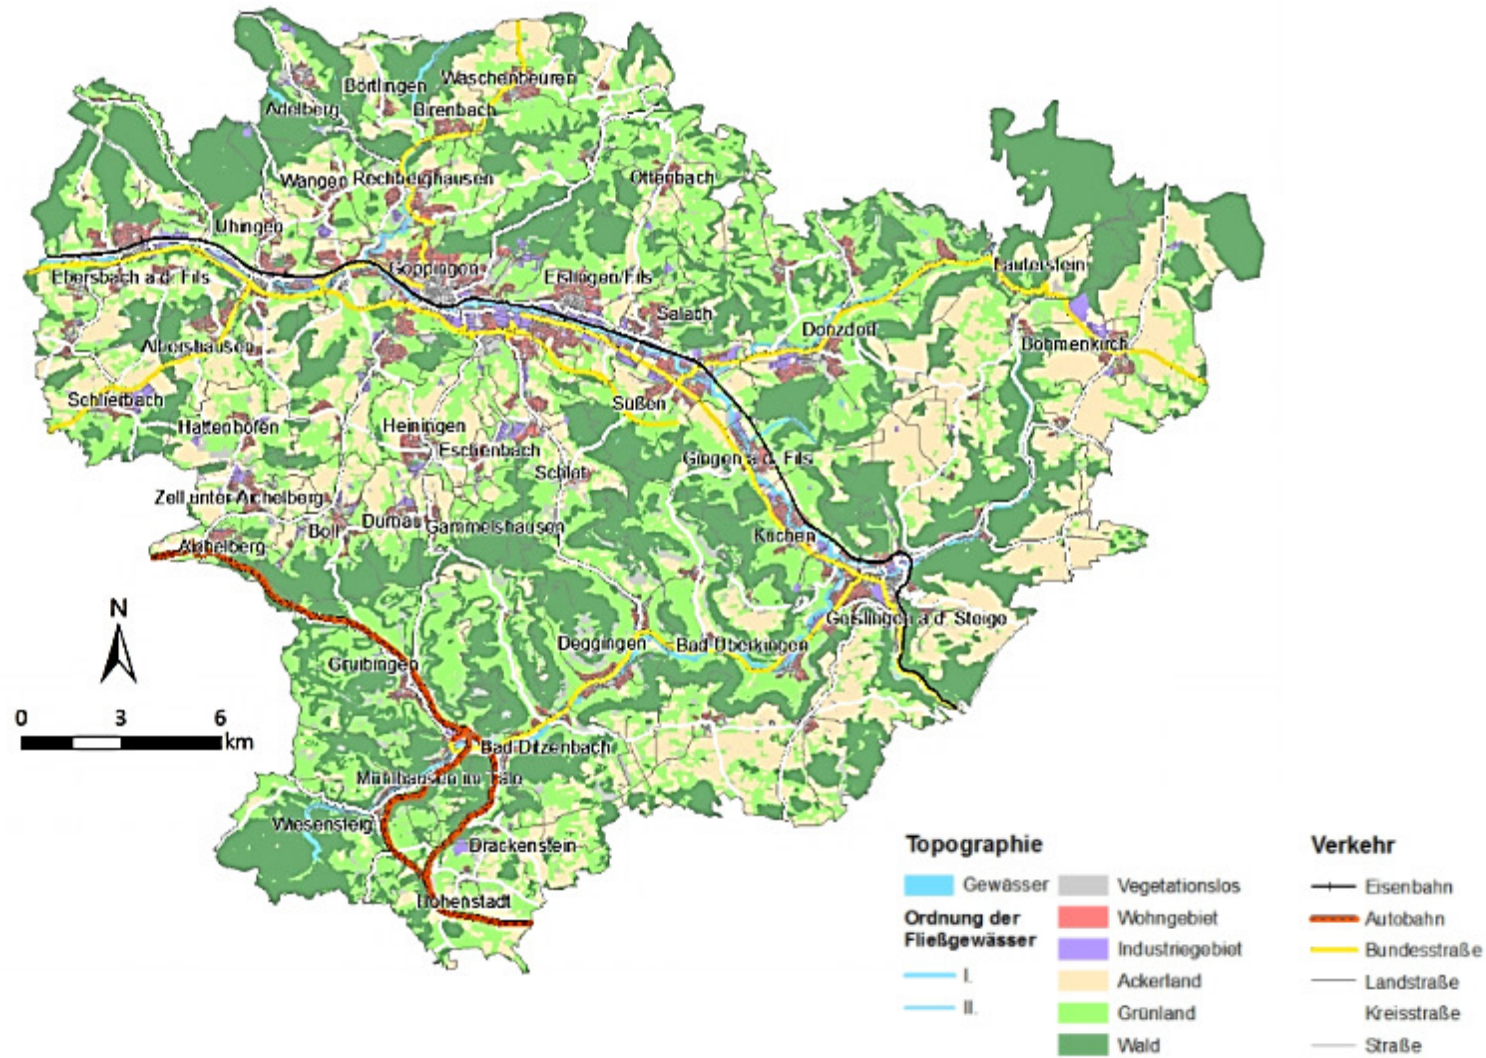 Börtlingen
Wäschenbeuren
Adelberg
Birenbach
Wangen
Rechberghausen
Ottenbach
Uhingen
Ebersbach a.d. Fils
Göppingen
Eislingen/Fils
Lauterstein
Salach
Donzdorf
Albershausen
Böhmenkirch
Schlierbach
Süßen
Hattenhofen
Heiningen
Eschenbach
Gingen a.d. Fils
Schlat
Zell unter Aichelberg
Boll
Dürnau
Gammelshausen
Kuchen
Aichelberg
N
Geislingen a.d. Steige
Deggingen
Bad Überkingen
Gruibingen
0 3 6
km
Bad Ditzenbach
Mühlhausen im Täle
Wiesensteig
Drackenstein
Hohenstadt
Topographie
Gewässer
Ordnung der
Fließgewässer
I.
II.
Vegetationslos
Wohngebiet
Industriegebiet
Ackerland
Grünland
Wald
Verkehr
Eisenbahn
Autobahn
Bundesstraße
Landstraße
Kreisstraße
Straße